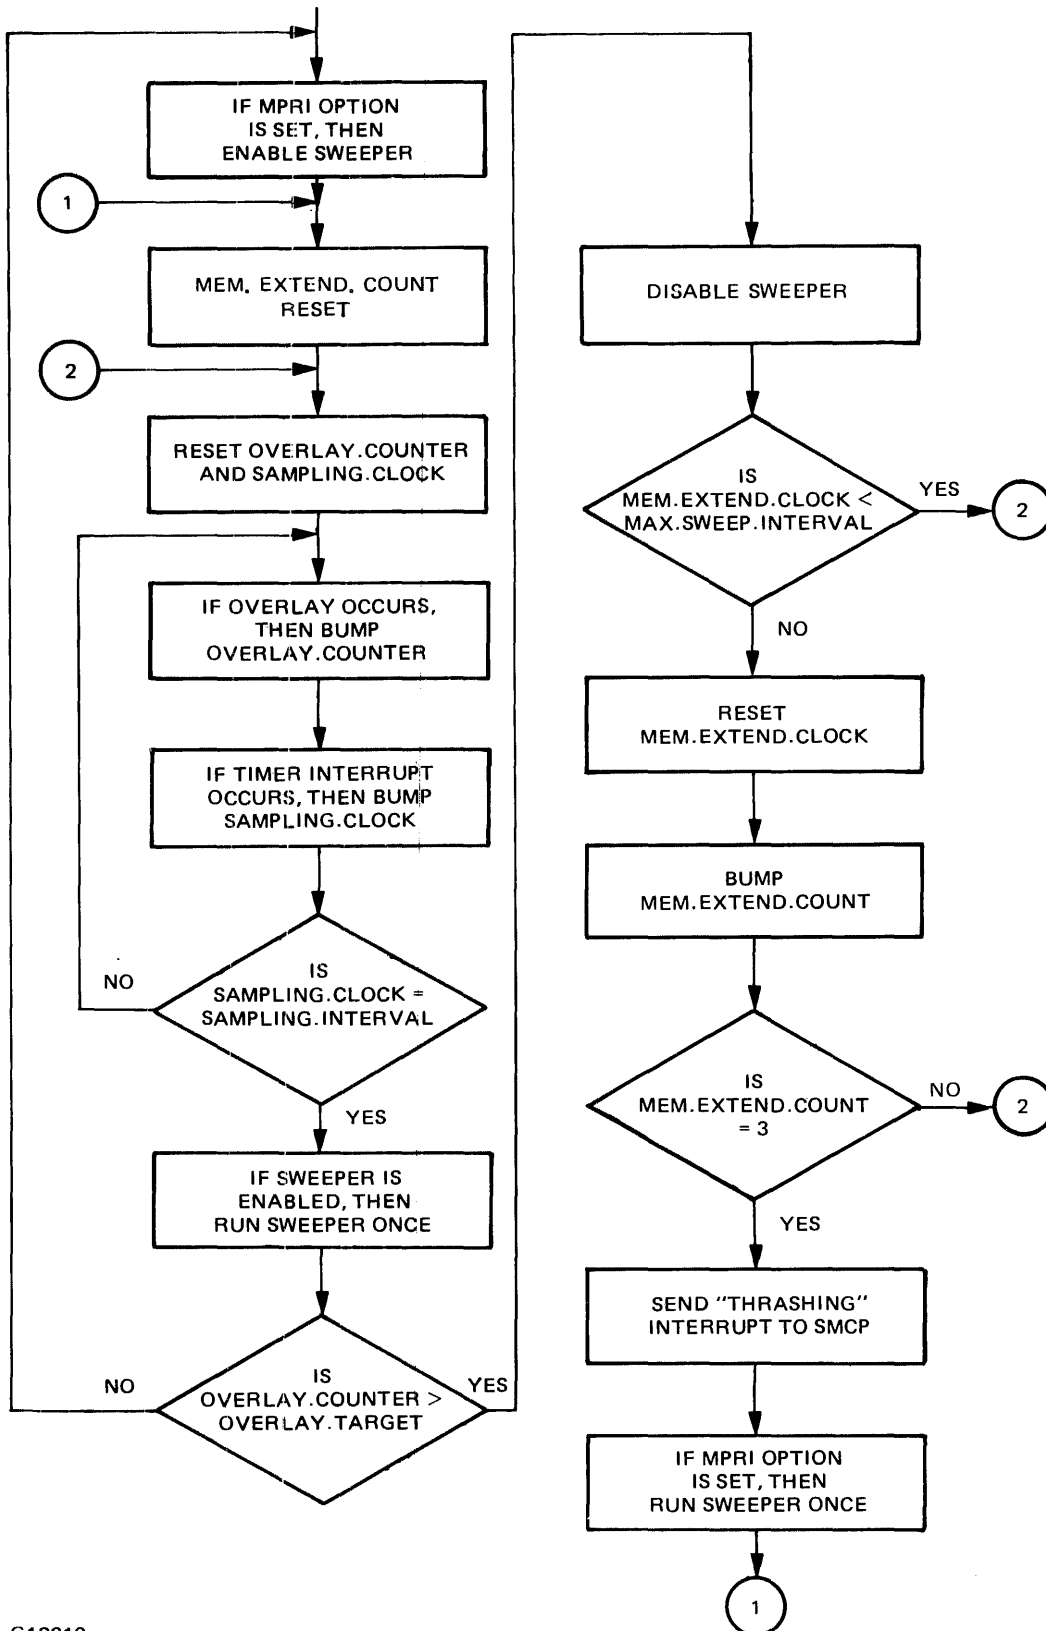 IF MPRI OPTION
IS SET, THEN
ENABLE SWEEPER
1
MEM. EXTEND. COUNT
RESET
2
RESET OVERLAY.COUNTER
AND SAMPLING.CLOCK
IF OVERLAY OCCURS,
THEN BUMP
OVERLAY.COUNTER
IF TIMER INTERRUPT
OCCURS, THEN BUMP
SAMPLING.CLOCK
NO
IS
SAMPLING.CLOCK =
SAMPLING.INTERVAL
YES
IF SWEEPER IS
ENABLED, THEN
RUN SWEEPER ONCE
NO
IS
OVERLAY.COUNTER >
OVERLAY.TARGET
YES
DISABLE SWEEPER
IS
MEM.EXTEND.CLOCK <
MAX.SWEEP.INTERVAL
YES
2
NO
RESET
MEM.EXTEND.CLOCK
BUMP
MEM.EXTEND.COUNT
IS
MEM.EXTEND.COUNT
= 3
NO
2
YES
SEND "THRASHING"
INTERRUPT TO SMCP
IF MPRI OPTION
IS SET, THEN
RUN SWEEPER ONCE
1